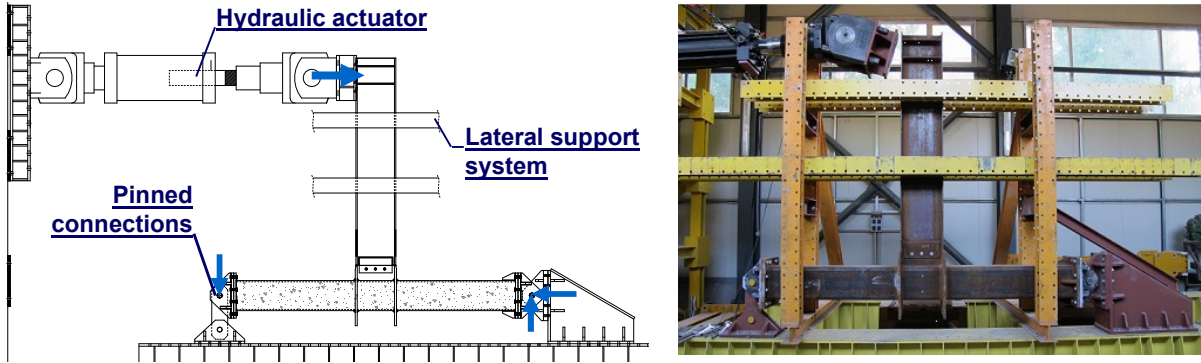 Hydraulic actuator
Lateral support
system
Pinned
connections